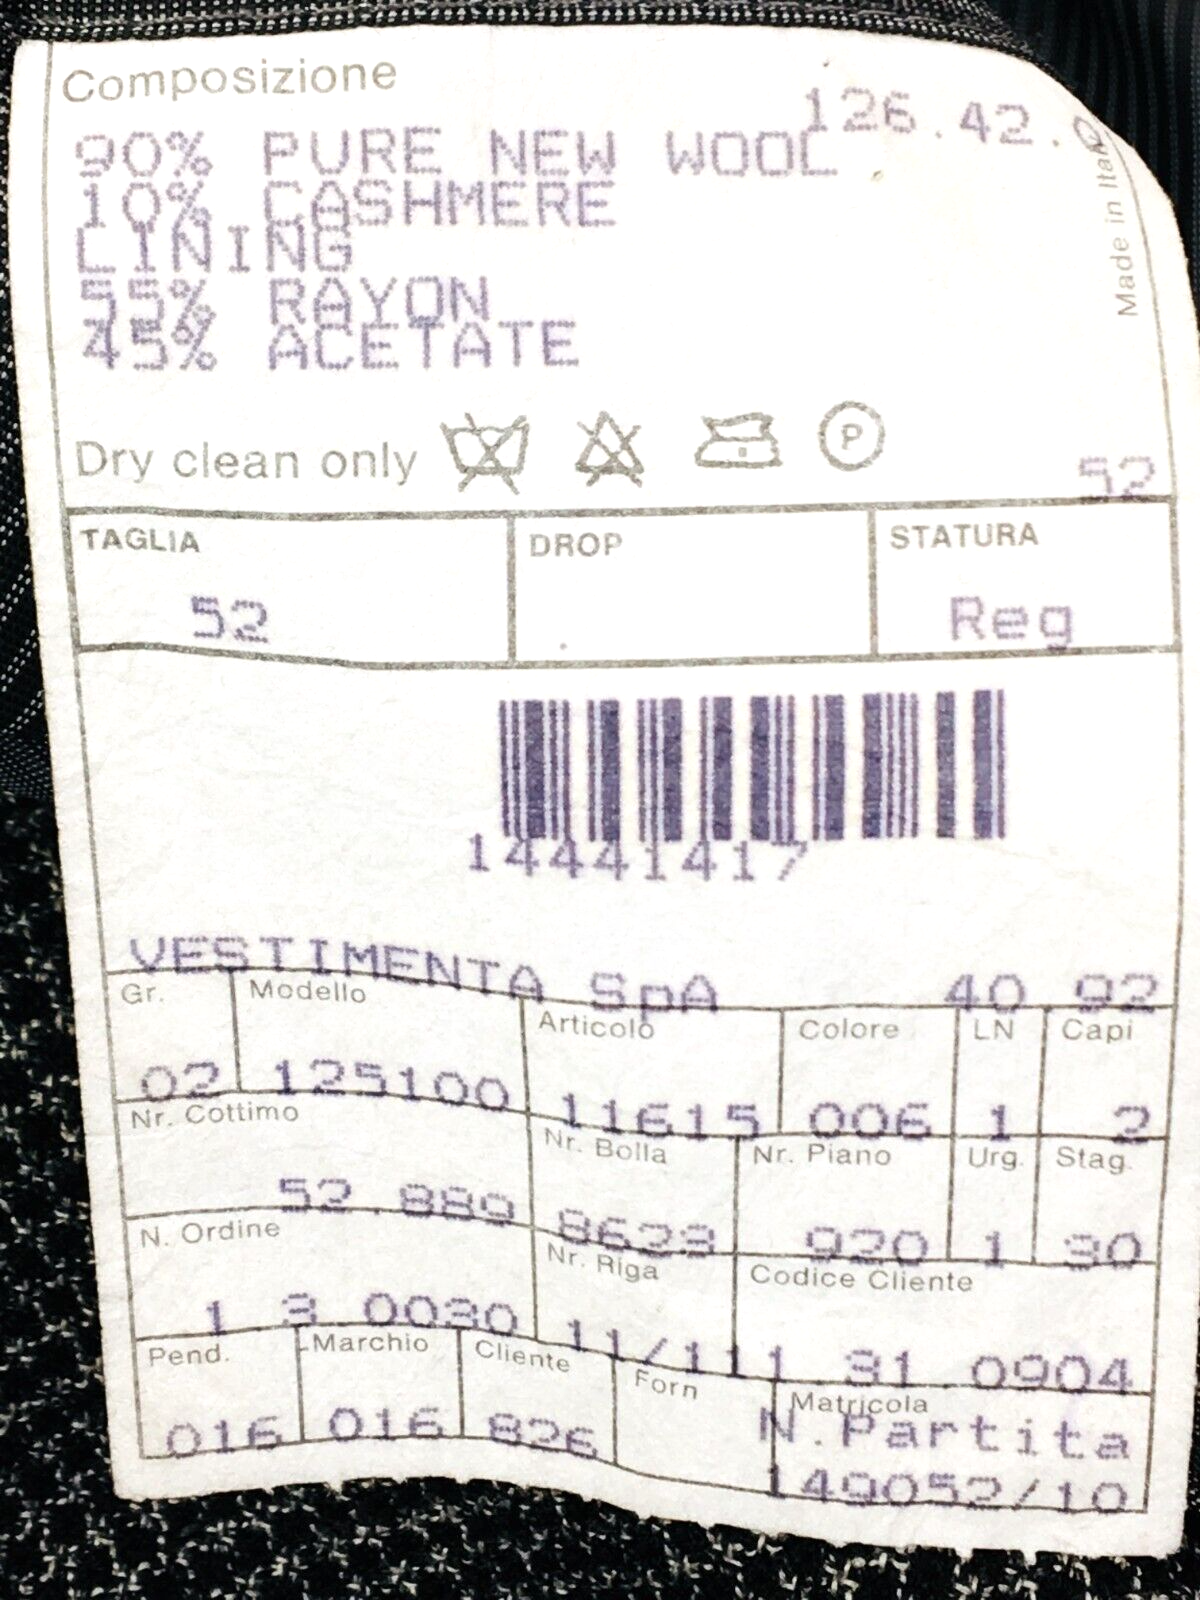 Composizione
126.42.0
Made in Italy
90% PURE NEW WOOL
10% CASHMERE
LINING
55% RAYON
45% ACETATE
Dry clean only
P
52
TAGLIA DROP STATURA
52 Reg
14441417
VESTIMENTA SpA 40 92
Gr. Modello Articolo Colore LN Capi
02 125100 11615 006 1 2
Nr. Cottimo Nr. Bolla Nr. Piano Urg. Stag.
52.889 8623 920 1 30
N. Ordine Nr. Riga Codice Cliente
1 3 0030 11/111.31.0904
Pend. Marchio Cliente Forn Matricola
016 016 826 N.Partita
149052/10